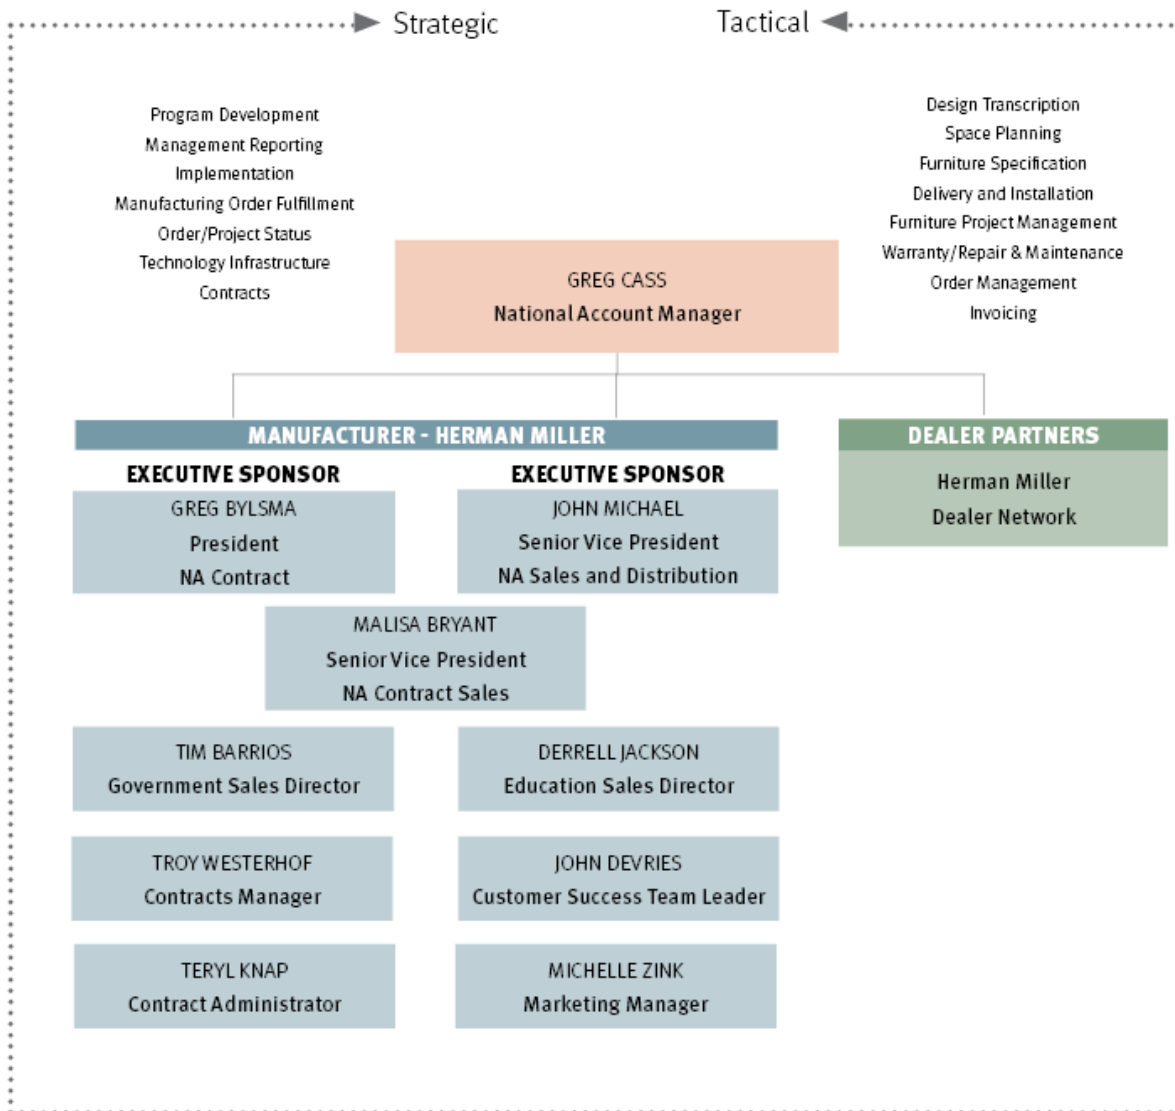 Strategic
Tactical
Program Development
Management Reporting
Implementation
Manufacturing Order Fulfillment
Order/Project Status
Technology Infrastructure
Contracts
Design Transcription
Space Planning
Furniture Specification
Delivery and Installation
Furniture Project Management
Warranty/Repair & Maintenance
Order Management
Invoicing
GREG CASS
National Account Manager
MANUFACTURER - HERMAN MILLER
EXECUTIVE SPONSOR
GREG BYLSMA
President
NA Contract
EXECUTIVE SPONSOR
JOHN MICHAEL
Senior Vice President
NA Sales and Distribution
MALISA BRYANT
Senior Vice President
NA Contract Sales
TIM BARRIOS
Government Sales Director
DERRELL JACKSON
Education Sales Director
TROY WESTERHOF
Contracts Manager
JOHN DEVRIES
Customer Success Team Leader
TERYL KNAP
Contract Administrator
MICHELLE ZINK
Marketing Manager
DEALER PARTNERS
Herman Miller
Dealer Network